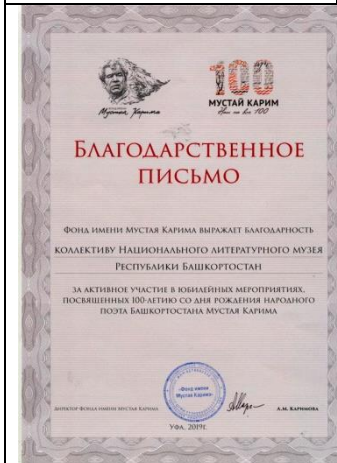 Мустая Карима
100
МУСТАЙ КАРИМ
БЛАГОДАРСТВЕННОЕ
ПИСЬМО
ФОНД ИМЕНИ МУСТАЯ КАРИМА ВЫРАЖАЕТ БЛАГОДАРНОСТЬ
КОЛЛЕКТИВУ НАЦИОНАЛЬНОГО ЛИТЕРАТУРНОГО МУЗЕЯ
РЕСПУБЛИКИ БАШКОРТОСТАН
ЗА АКТИВНОЕ УЧАСТИЕ В ЮБИЛЕЙНЫХ МЕРОПРИЯТИЯХ,
ПОСВЯЩЕННЫХ 100-ЛЕТИЮ СО ДНЯ РОЖДЕНИЯ НАРОДНОГО
ПОЭТА БАШКОРТОСТАНА МУСТАЯ КАРИМА
«Фонд имени
Мустая Карима»
ДИРЕКТОР ФОНДА ИМЕНИ МУСТАЯ КАРИМА
А.М. КАРИМОВА
УФА, 2019Г.